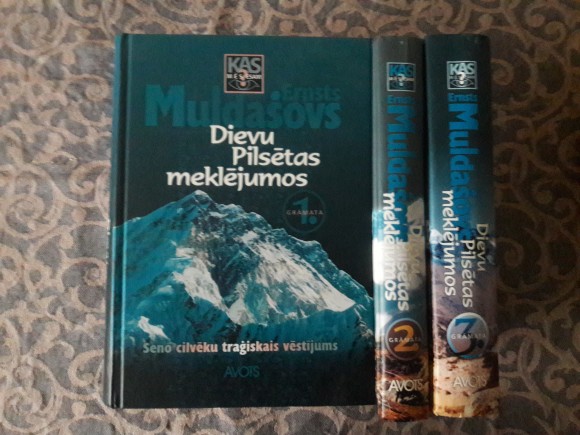 KAS
Ernsts
Muldašovs
Dievu
Pilsētas
meklējumos
1.
GRĀMATA
Seno cilvēku traģiskais vēstījums
AVOTS
KAS
Ernsts
Muldašovs
Dievu
Pilsētas
meklējumos
2
GRĀMATA
AVOTS
KAS
Ernsts
Muldašovs
Dievu
Pilsētas
meklējumos
3
GRĀMATA
AVOTS